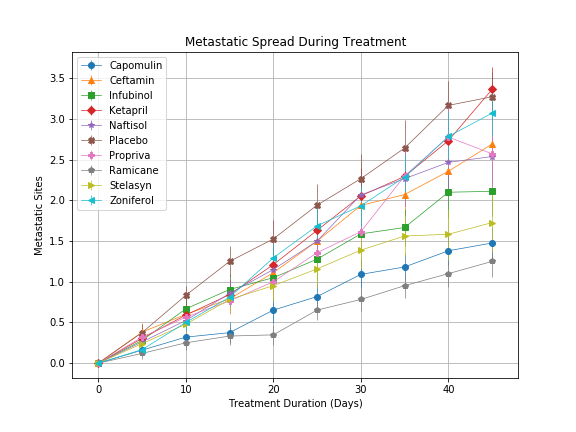 Metastatic Spread During Treatment
Capomulin
Ceftamin
Infubinol
Ketapril
Naftisol
Placebo
Propriva
Ramicane
Stelasyn
Zoniferol
3.5
3.0
2.5
2.0
1.5
1.0
0.5
0.0
Metastatic Sites
0 10 20 30 40
Treatment Duration (Days)